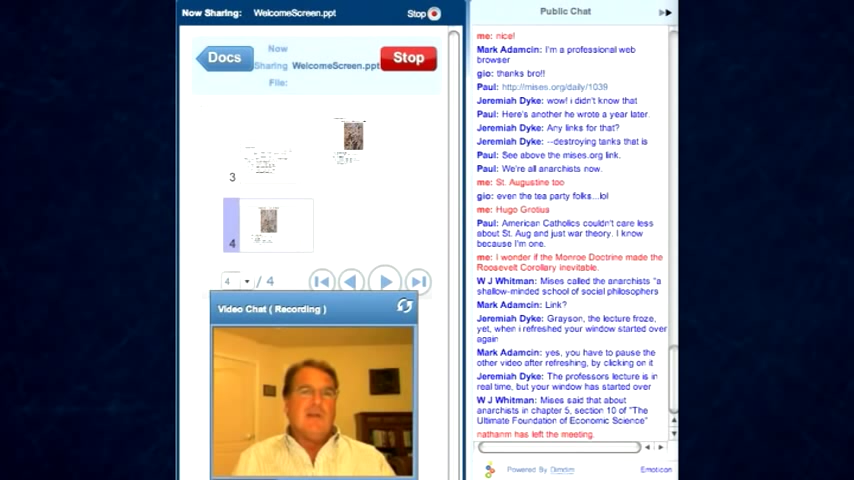 Now Sharing:
WelcomeScreen.ppt
Stop
Docs
Now
Sharing WelcomeScreen.ppt
File:
Stop
3
4
4 / 4
Video Chat ( Recording )
Public Chat
me: nice!
Mark Adamcin: I'm a professional web
browser
gio: thanks bro!!
Paul: http://mises.org/daily/1039
Jeremiah Dyke: wow! i didn't know that
Paul: Here's another he wrote a year later.
Jeremiah Dyke: Any links for that?
Jeremiah Dyke: --destroying tanks that is
Paul: See above the mises.org link.
Paul: We're all anarchists now.
me: St. Augustine too
gio: even the tea party folks...lol
me: Hugo Grotius
Paul: American Catholics couldn't care less
about St. Aug and just war theory. I know
because I'm one.
me: I wonder if the Monroe Doctrine made the
Roosevelt Corollary inevitable.
W J Whitman: Mises called the anarchists "a
shallow-minded school of social philosophers
Mark Adamcin: Link?
Jeremiah Dyke: Grayson, the lecture froze,
yet, when i refreshed your window started over
again
Mark Adamcin: yes, you have to pause the
other video after refreshing, by clicking on it
Jeremiah Dyke: The professors lecture is in
real time, but your window has started over
W J Whitman: Mises said that about
anarchists in chapter 5, section 10 of "The
Ultimate Foundation of Economic Science"
nathanm has left the meeting.
Powered By Dimdim
Emoticon